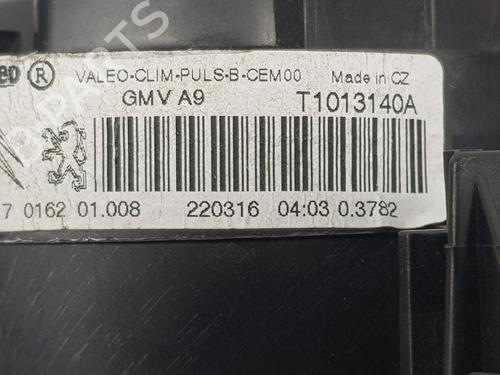 ® VALEO-CLIM-PULS-B-CEM00 Made in CZ
GMV A9 T1013140A
7 0162 01.008 220316 04:03 0.3782